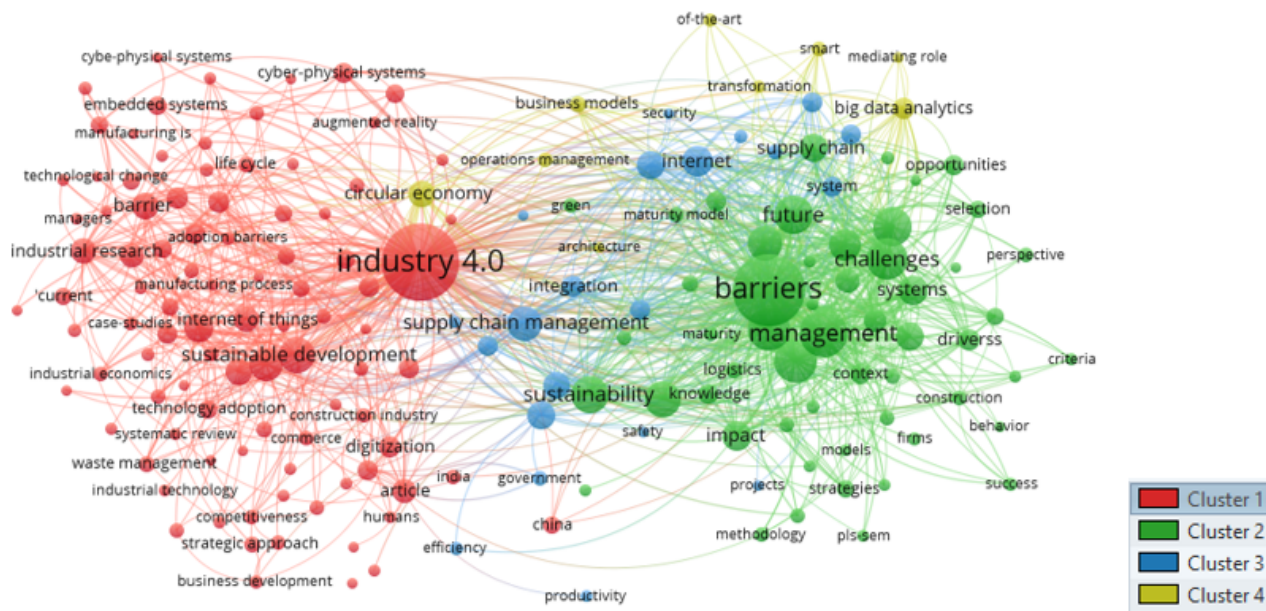 of-the-art
smart
mediating role
cybe-physical systems
cyber-physical systems
transformation
embedded systems
business models
security
big data analytics
augmented reality
manufacturing is
supply chain
life cycle
operations management
internet
opportunities
technological change
system
circular economy
barrier
green
maturity model
future
selection
managers
adoption barriers
architecture
industrial research
industry 4.0
challenges
perspective
manufacturing process
integration
barriers
systems
'current
case-studies
internet of things
supply chain management
maturity
management
driverss
sustainable development
criteria
industrial economics
logistics
context
sustainability
knowledge
construction
technology adoption
construction industry
systematic review
commerce
digitization
safety
impact
firms
behavior
models
waste management
india
government
projects
strategies
success
industrial technology
article
competitiveness
humans
china
methodology
pls-sem
strategic approach
efficiency
business development
productivity
Cluster 1
Cluster 2
Cluster 3
Cluster 4